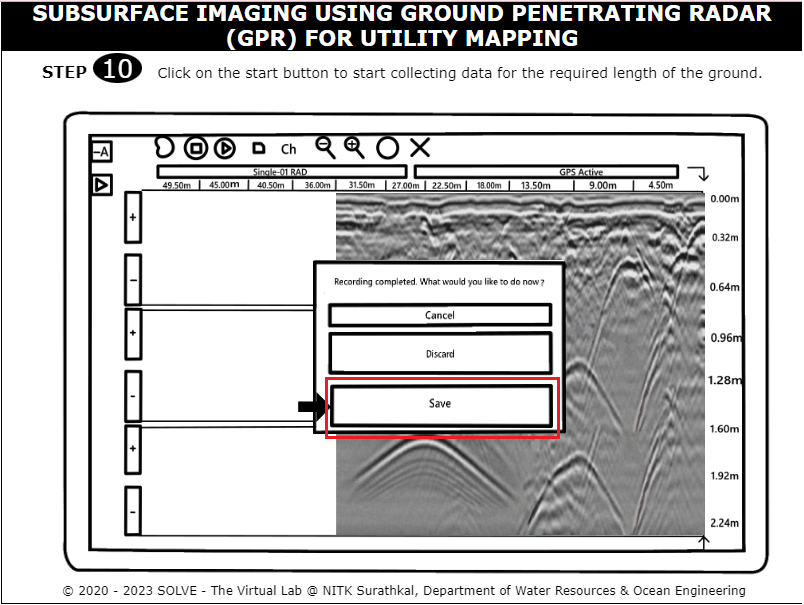 SUBSURFACE IMAGING USING GROUND PENETRATING RADAR
(GPR) FOR UTILITY MAPPING
STEP 10 Click on the start button to start collecting data for the required length of the ground.
-A Ch
Single-01 RAD GPS Active
49.50m 45.00m 40.50m 36.00m 31.50m 27.00m 22.50m 18.00m 13.50m 9.00m 4.50m
0.00m
+
0.32m
Recording completed. What would you like to do now ?
-
0.64m
Cancel
+
0.96m
Discard
1.28m
-
Save
1.60m
+
1.92m
-
2.24m
© 2020 - 2023 SOLVE - The Virtual Lab @ NITK Surathkal, Department of Water Resources & Ocean Engineering